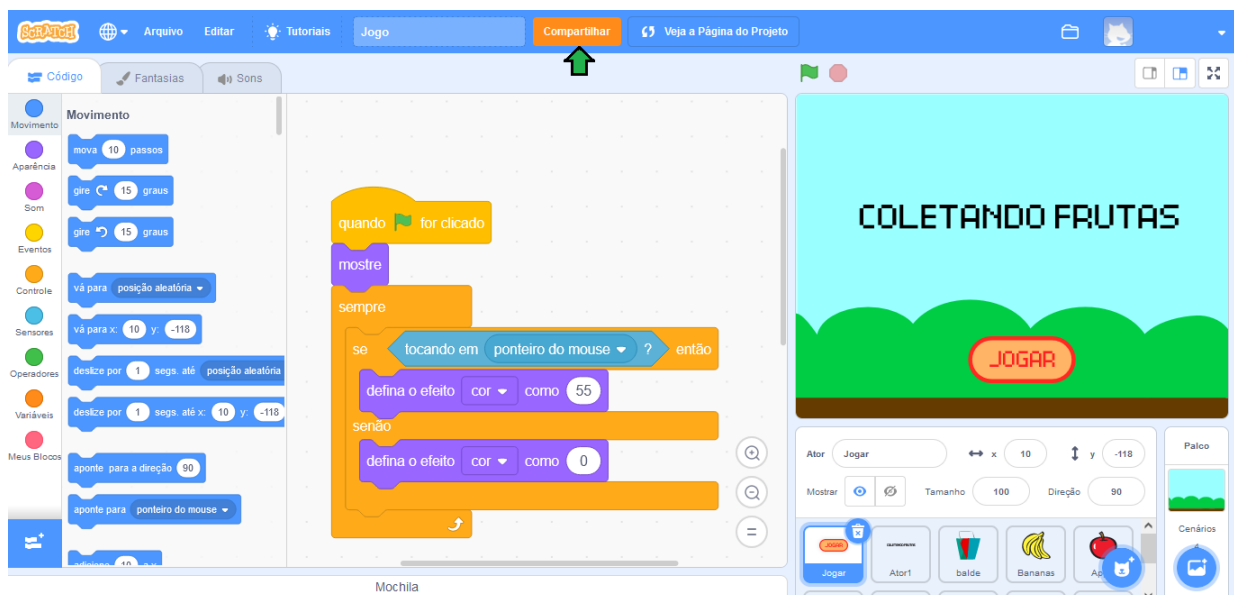 SCRATCH Arquivo Editar Tutoriais Jogo Compartilhar Veja a Página do Projeto
Código Fantasias Sons
Movimento
Aparência
Som
Eventos
Controle
Sensores
Operadores
Variáveis
Meus Blocos
Movimento
mova 10 passos
gire 15 graus
gire 15 graus
vá para posição aleatória
vá para x: 10 y: -118
deslize por 1 segs. até posição aleatória
deslize por 1 segs. até x: 10 y: -118
aponte para a direção 90
aponte para ponteiro do mouse
quando for clicado
mostre
sempre
se tocando em ponteiro do mouse ? então
defina o efeito cor como 55
senão
defina o efeito cor como 0
Mochila
COLETANDO FRUTAS
JOGAR
Ator Jogar x 10 y -118
Mostrar Tamanho 100 Direção 90
JOGAR
Jogar Ator1 balde Bananas
Palco
Cenários